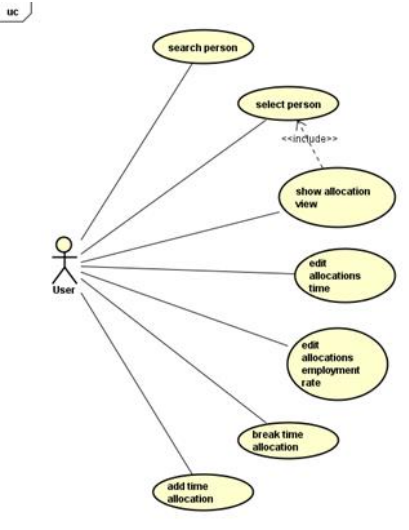 uc
search person
select person
<<include>>
show allocation
view
User
edit
allocations
time
edit
allocations
employment
rate
break time
allocation
add time
allocation